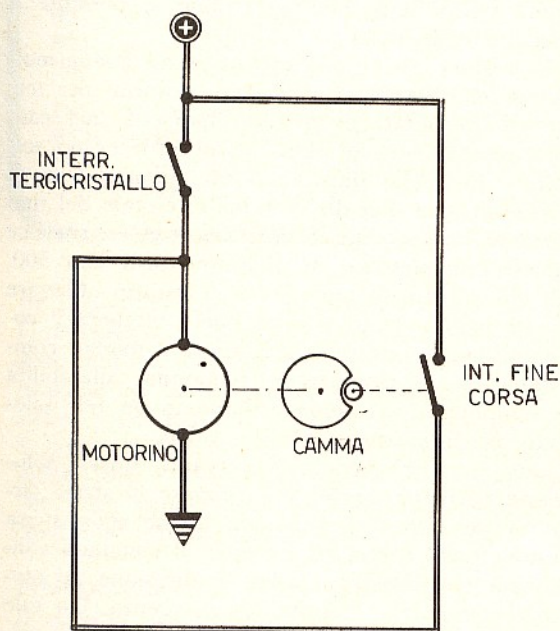 +
INTERR.
TERGICRISTALLO
INT. FINE
CORSA
MOTORINO
CAMMA